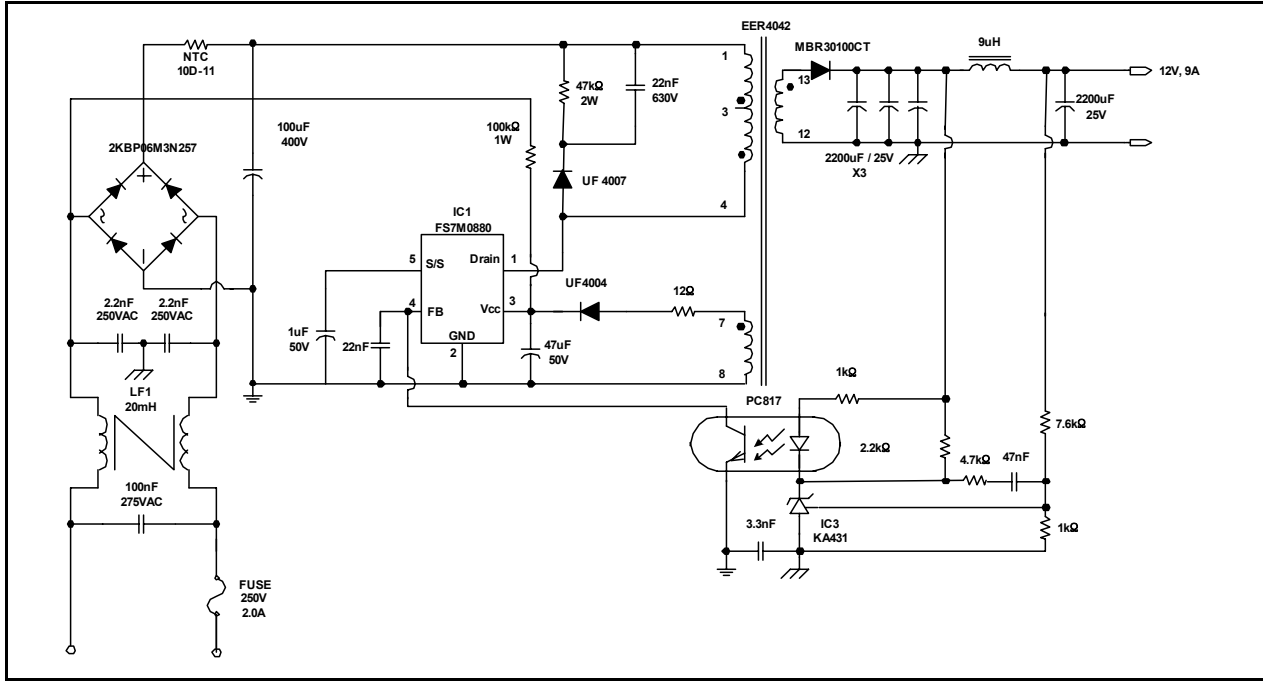 EER4042
NTC
10D-11
1
47kΩ
2W
22nF
630V
MBR30100CT
13
9uH
12V, 9A
2200uF
25V
100uF
400V
100kΩ
1W
3
12
2200uF / 25V
X3
2KBP06M3N257
UF 4007
IC1
FS7M0880
4
5
S/S
Drain
1
UF4004
12Ω
4
FB
Vcc
3
7
2.2nF
250VAC
2.2nF
250VAC
1uF
50V
22nF
GND
2
47uF
50V
8
LF1
20mH
1kΩ
PC817
7.6kΩ
2.2kΩ
4.7kΩ
47nF
100nF
275VAC
3.3nF
IC3
KA431
1kΩ
FUSE
250V
2.0A